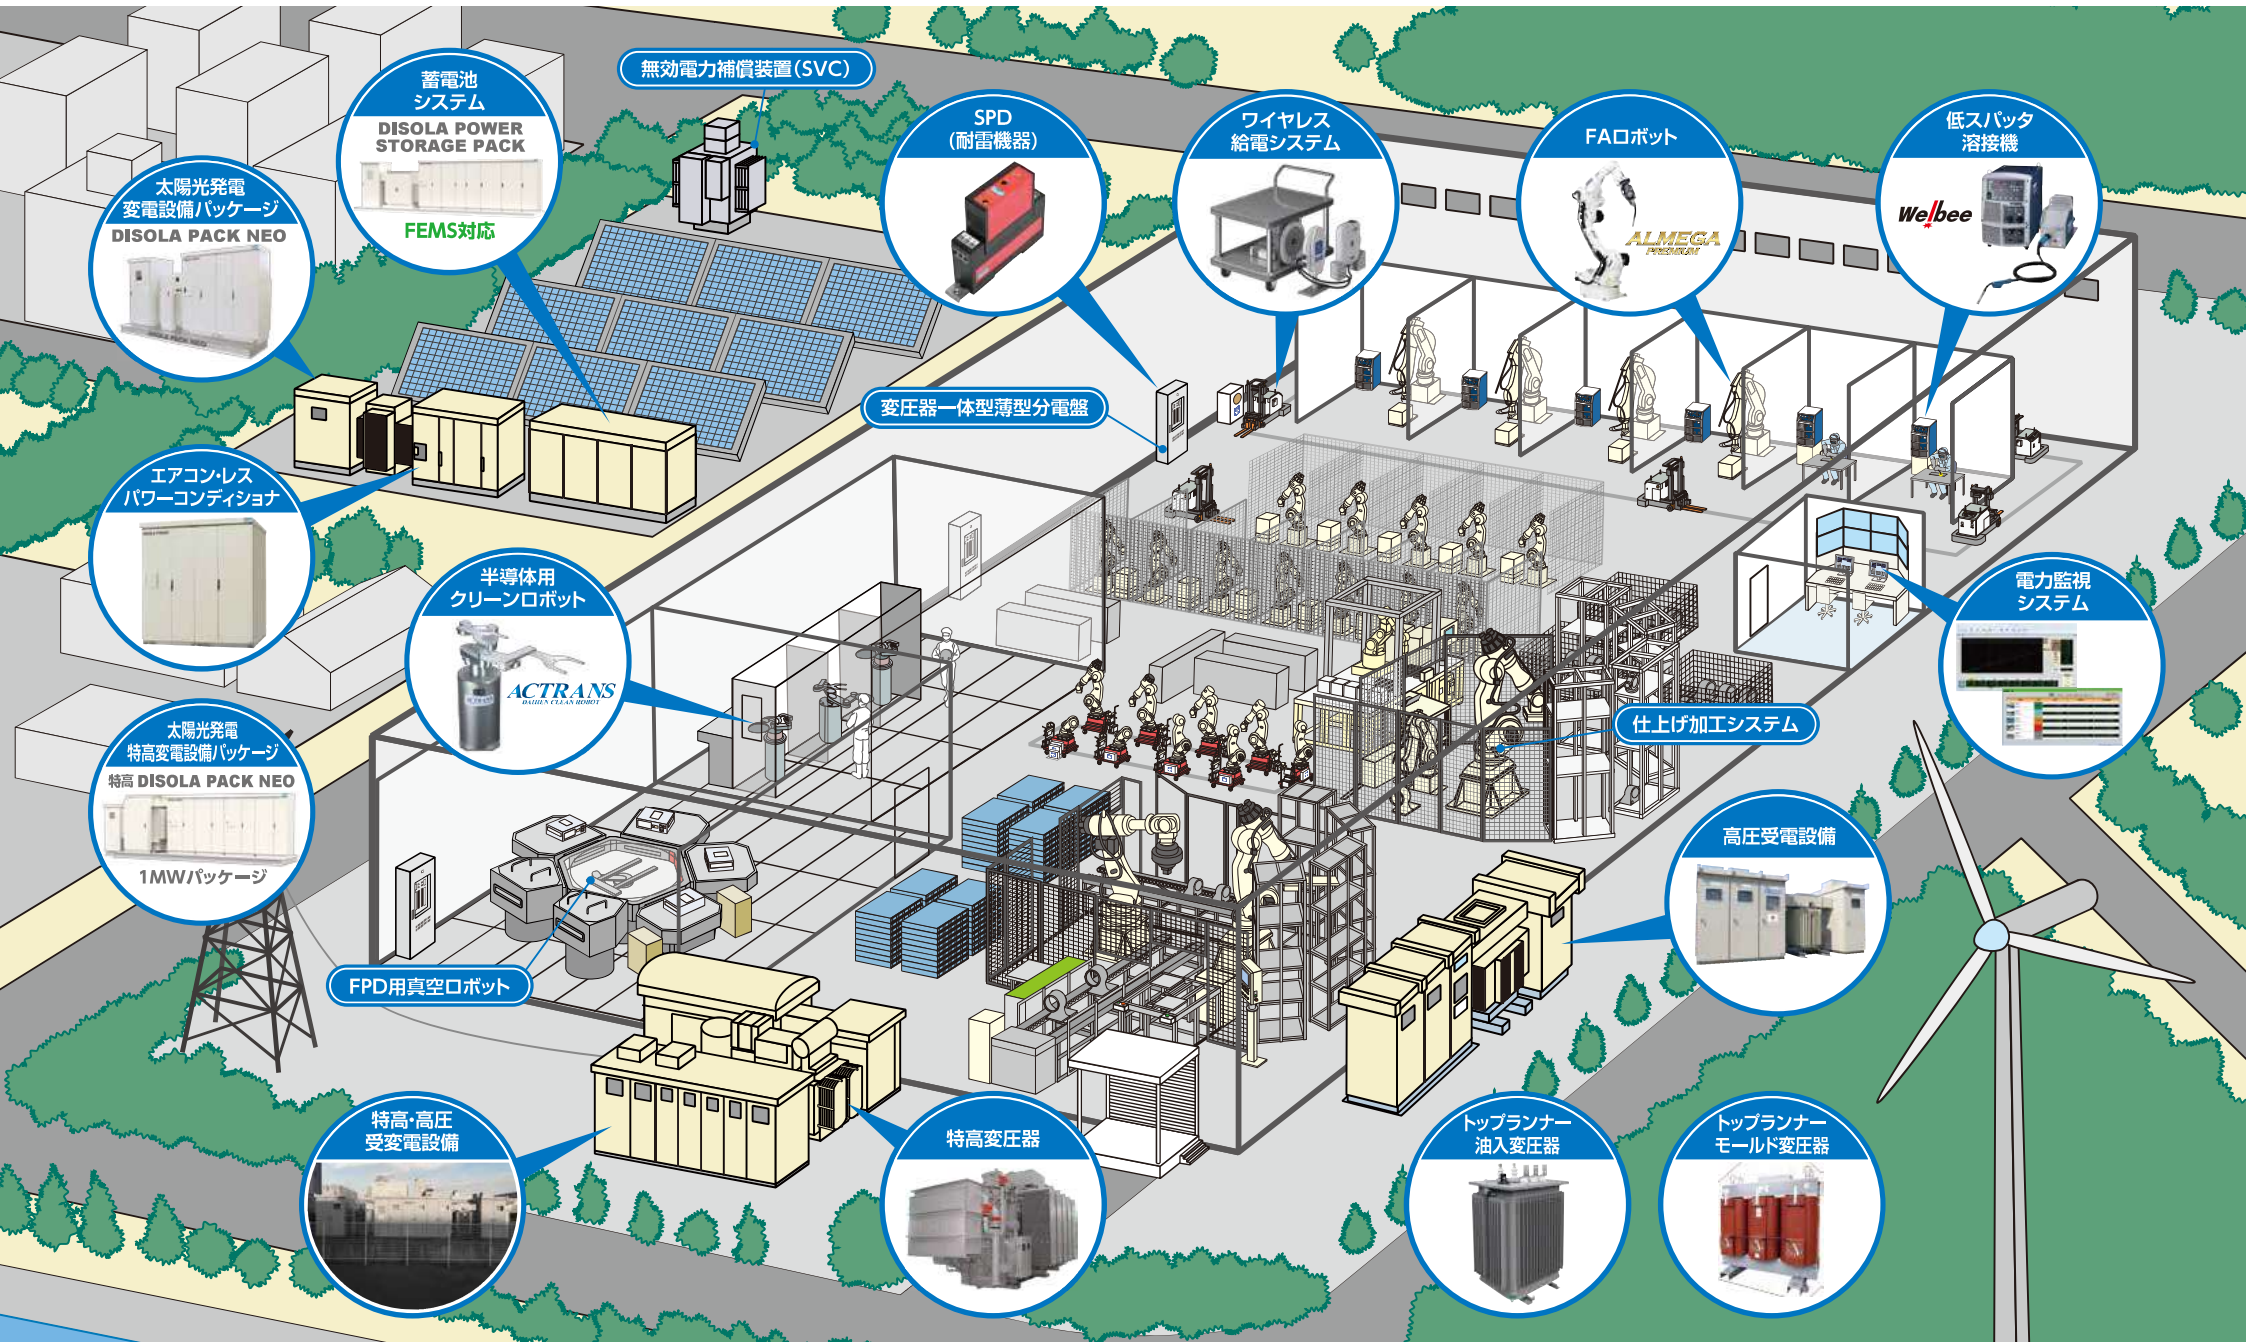 無効電力補償装置(SVC)
蓄電池
システム
DISOLA POWER
STORAGE PACK
FEMS対応
SPD
(耐雷機器)
ワイヤレス
給電システム
FAロボット
ALMEGA
PREMIUM
低スパッタ
溶接機
Welbee
太陽光発電
変電設備パッケージ
DISOLA PACK NEO
変圧器一体型薄型分電盤
エアコン・レス
パワーコンディショナ
半導体用
クリーンロボット
ACTRANS
DAIHEN CLEAN ROBOT
電力監視
システム
太陽光発電
特高変電設備パッケージ
特高 DISOLA PACK NEO
1MWパッケージ
仕上げ加工システム
高圧受電設備
FPD用真空ロボット
特高・高圧
受変電設備
特高変圧器
トップランナー
油入変圧器
トップランナー
モールド変圧器